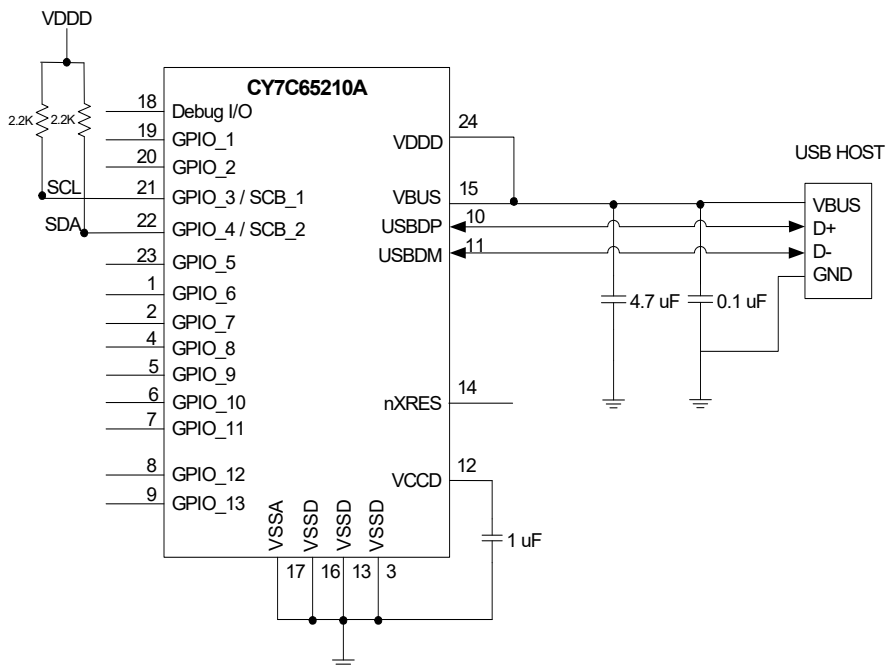 VDDD
2.2K
2.2K
SCL
SDA
CY7C65210A
18 Debug I/O
19 GPIO_1
20 GPIO_2
21 GPIO_3 / SCB_1
22 GPIO_4 / SCB_2
23 GPIO_5
1 GPIO_6
2 GPIO_7
4 GPIO_8
5 GPIO_9
6 GPIO_10
7 GPIO_11
8 GPIO_12
9 GPIO_13
VDDD 24
VBUS 15
USBDP 10
USBDM 11
nXRES 14
VCCD 12
VSSA
VSSD
VSSD
VSSD
17
16
13
3
1 uF
4.7 uF
0.1 uF
USB HOST
VBUS
D+
D-
GND